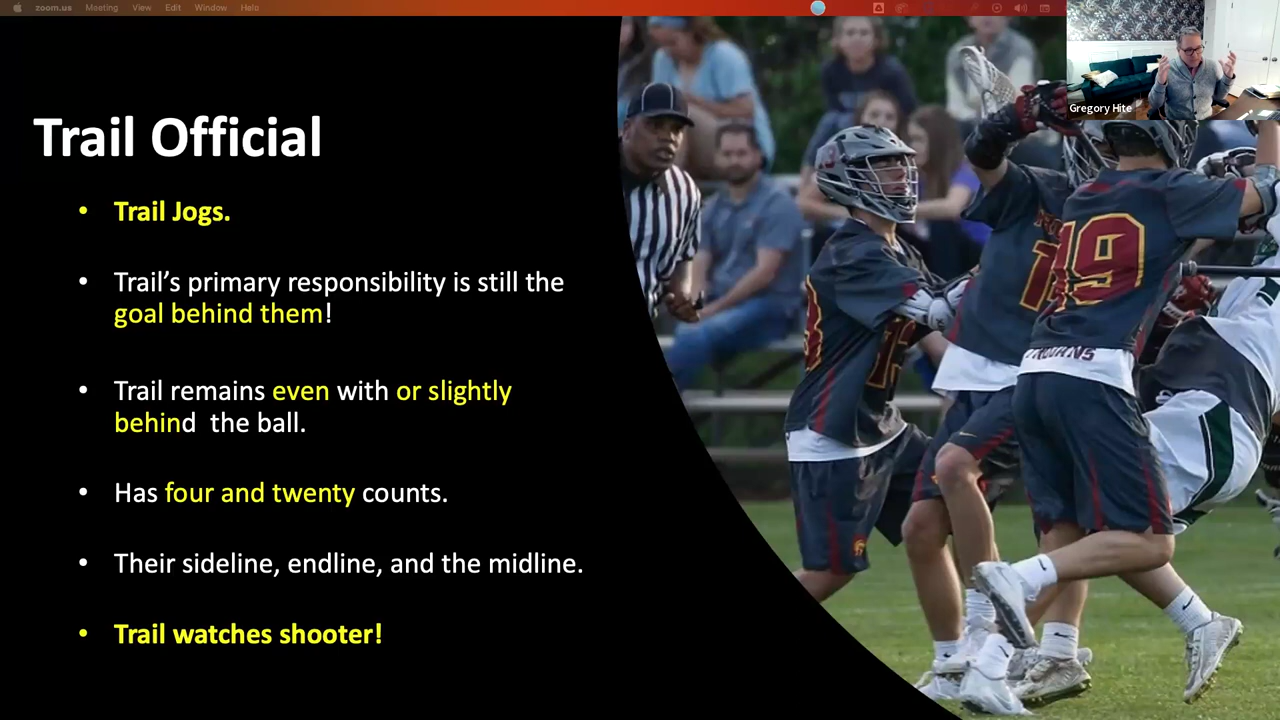 zoom.us Meeting View Edit Window Help
Gregory Hite
Trail Official
• Trail Jogs.
• Trail's primary responsibility is still the
goal behind them!
• Trail remains even with or slightly
behind the ball.
• Has four and twenty counts.
• Their sideline, endline, and the midline.
• Trail watches shooter!
19
TROJANS